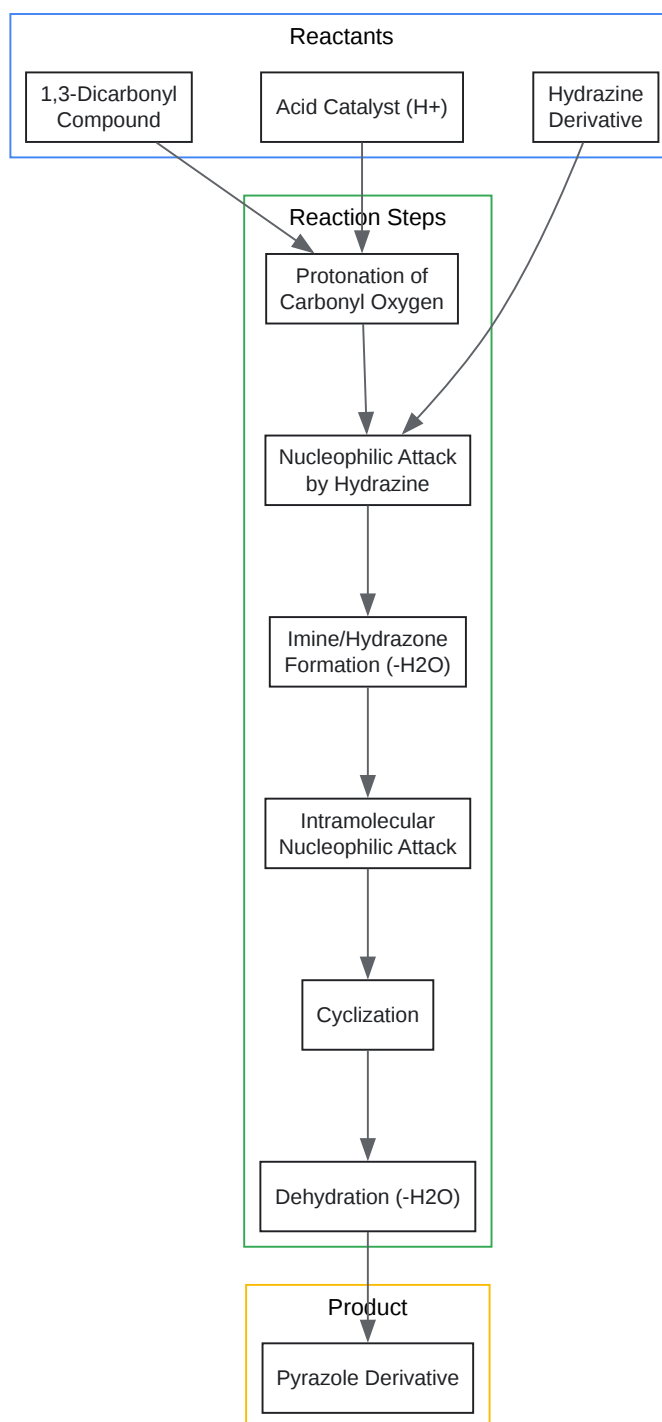 Reactants
1,3-Dicarbonyl
Compound
Acid Catalyst (H+)
Hydrazine
Derivative
Reaction Steps
Protonation of
Carbonyl Oxygen
Nucleophilic Attack
by Hydrazine
Imine/Hydrazone
Formation (-H2O)
Intramolecular
Nucleophilic Attack
Cyclization
Dehydration (-H2O)
Product
Pyrazole Derivative